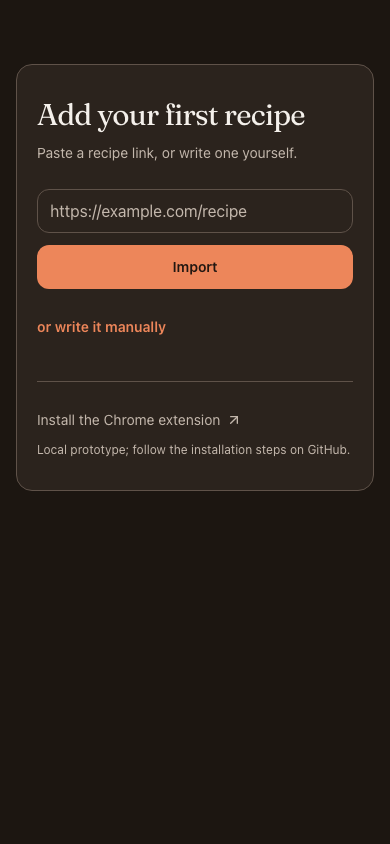 Add your first recipe
Paste a recipe link, or write one yourself.
https://example.com/recipe
Import
or write it manually
Install the Chrome extension ↗
Local prototype; follow the installation steps on GitHub.